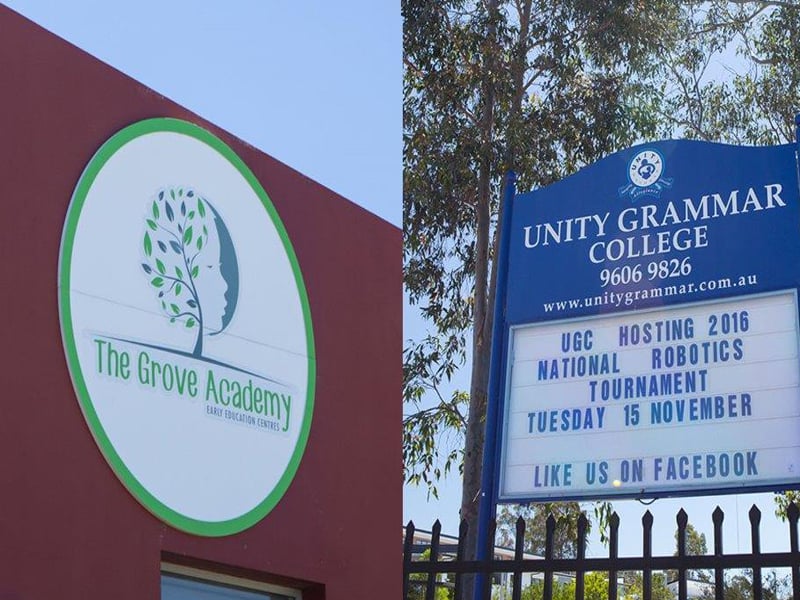 The Grove Academy
EARLY EDUCATION CENTRES
UNITY
UNITY GRAMMAR
COLLEGE
9606 9826
www.unitygrammar.com.au
UGC HOSTING 2016
NATIONAL ROBOTICS
TOURNAMENT
TUESDAY 15 NOVEMBER
LIKE US ON FACEBOOK